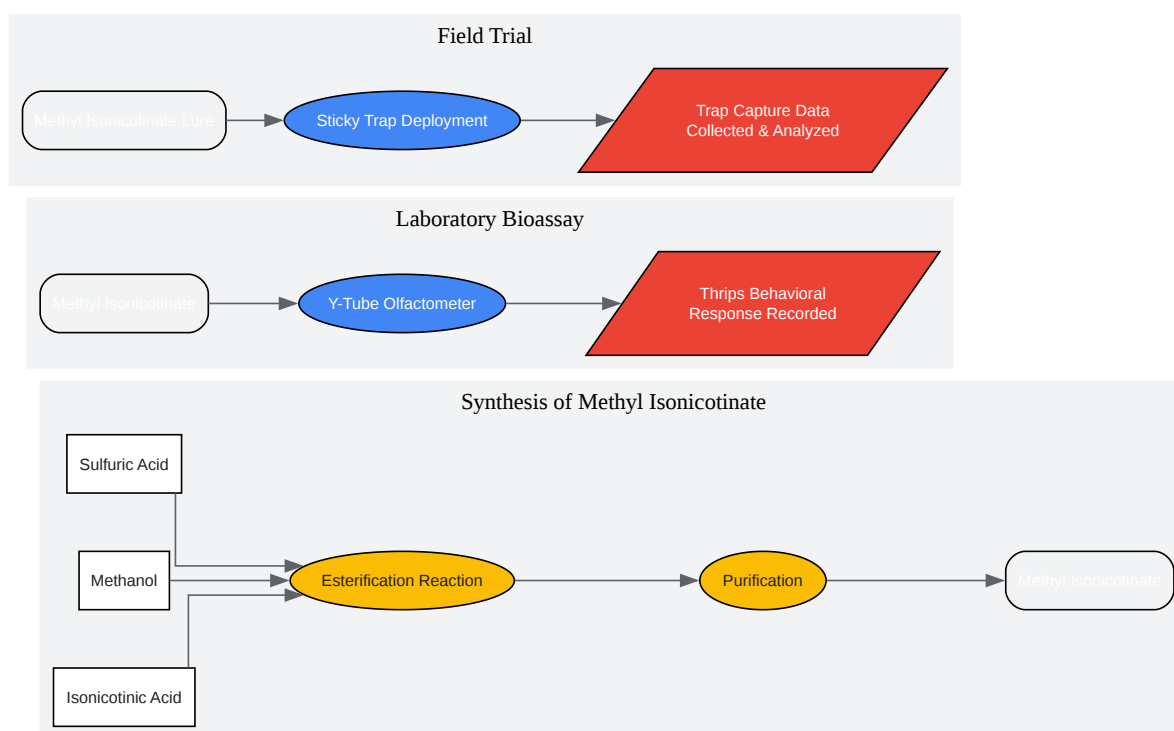 Field Trial
Methyl Isonicotinate Lure
Sticky Trap Deployment
Trap Capture Data
Collected & Analyzed
Laboratory Bioassay
Methyl Isonicotinate
Y-Tube Olfactometer
Thrips Behavioral
Response Recorded
Synthesis of Methyl Isonicotinate
Sulfuric Acid
Methanol
Esterification Reaction
Purification
Methyl Isonicotinate
Isonicotinic Acid